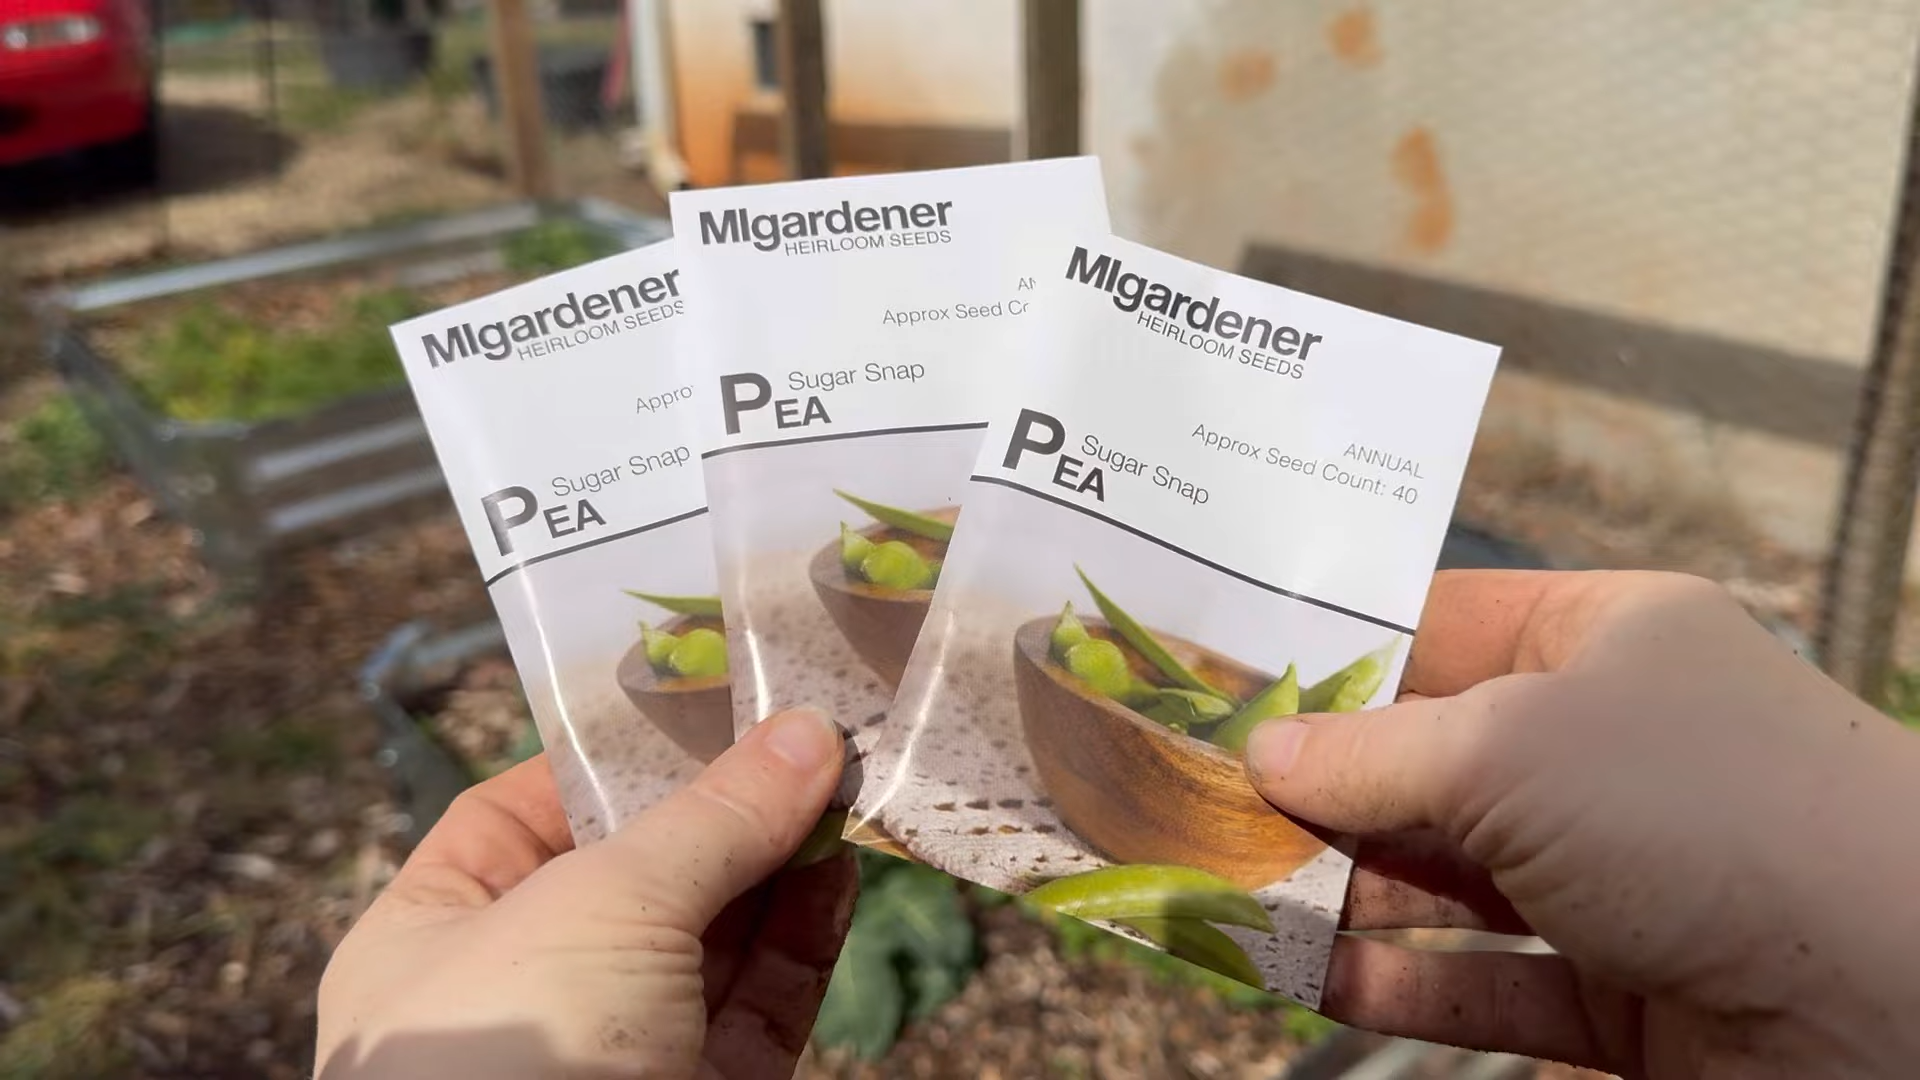 MIgardener
HEIRLOOM SEEDS
Appro
Sugar Snap
PEA
MIgardener
HEIRLOOM SEEDS
AN
Approx Seed Co
Sugar Snap
PEA
MIgardener
HEIRLOOM SEEDS
ANNUAL
Approx Seed Count: 40
Sugar Snap
PEA